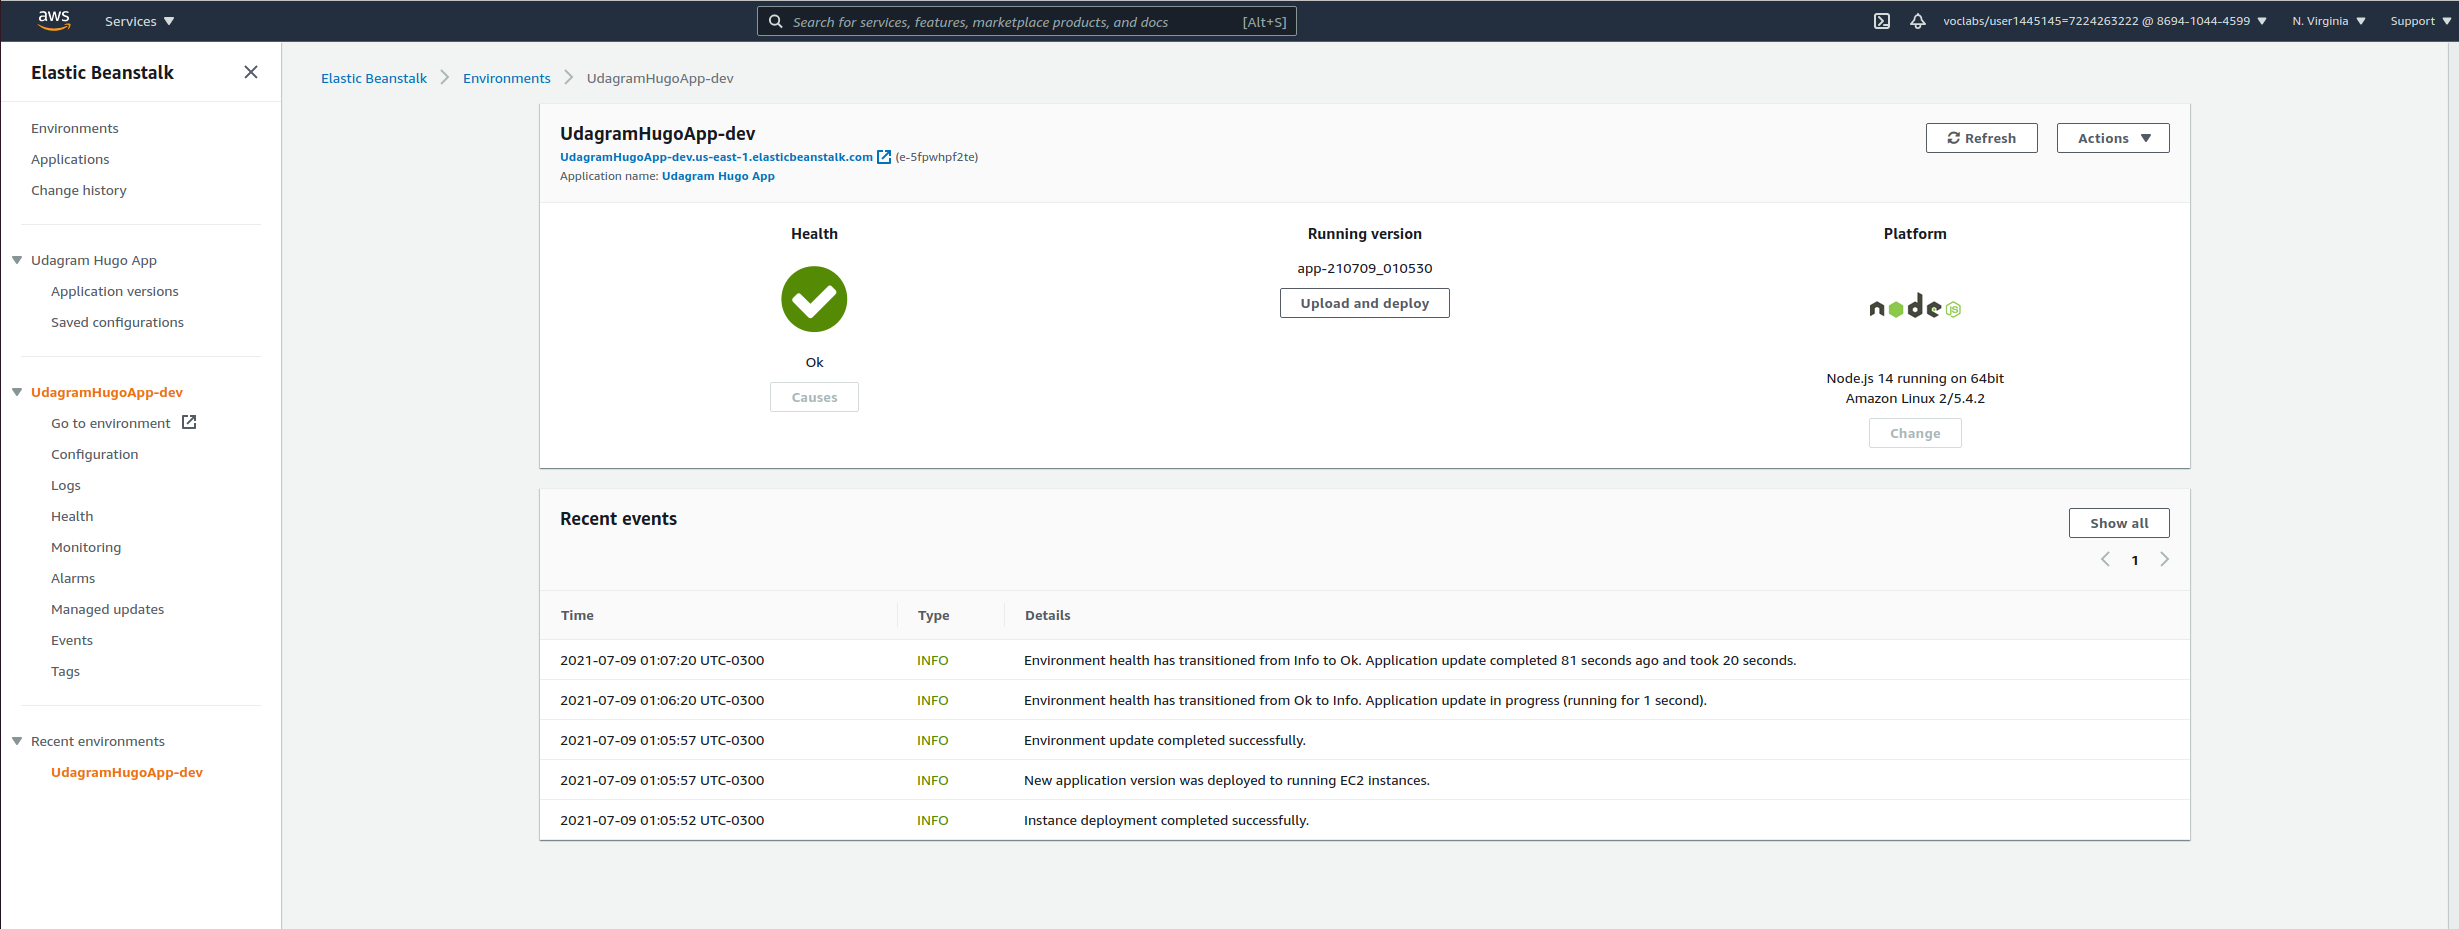 aws
Services
Search for services, features, marketplace products, and docs [Alt+S]
voclabs/user1445145=7224263222 @ 8694-1044-4599
N. Virginia
Support
Elastic Beanstalk
Environments
Applications
Change history
Udagram Hugo App
Application versions
Saved configurations
UdagramHugoApp-dev
Go to environment
Configuration
Logs
Health
Monitoring
Alarms
Managed updates
Events
Tags
Recent environments
UdagramHugoApp-dev
Elastic Beanstalk > Environments > UdagramHugoApp-dev
UdagramHugoApp-dev
UdagramHugoApp-dev.us-east-1.elasticbeanstalk.com (e-5fpwhpf2te)
Application name: Udagram Hugo App
Refresh
Actions
Health
Ok
Causes
Running version
app-210709_010530
Upload and deploy
Platform
node JS
Node.js 14 running on 64bit
Amazon Linux 2/5.4.2
Change
Recent events
Show all
1
Time Type Details
2021-07-09 01:07:20 UTC-0300 INFO Environment health has transitioned from Info to Ok. Application update completed 81 seconds ago and took 20 seconds.
2021-07-09 01:06:20 UTC-0300 INFO Environment health has transitioned from Ok to Info. Application update in progress (running for 1 second).
2021-07-09 01:05:57 UTC-0300 INFO Environment update completed successfully.
2021-07-09 01:05:57 UTC-0300 INFO New application version was deployed to running EC2 instances.
2021-07-09 01:05:52 UTC-0300 INFO Instance deployment completed successfully.